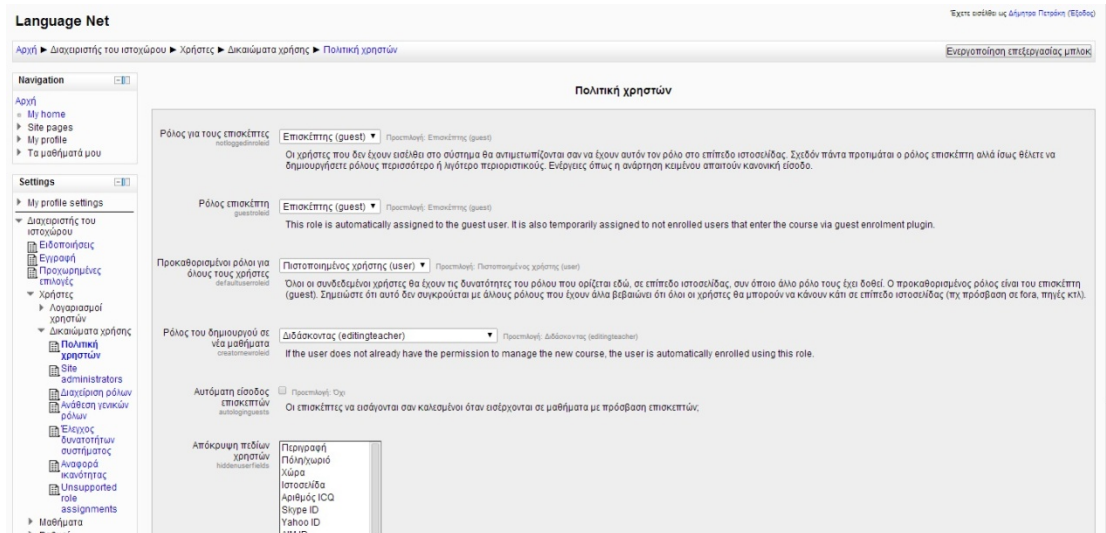 Language Net
Έχετε εισέλθει ως Δήμητρα Πετράκη (Έξοδος)
Αρχή ► Διαχειριστής του ιστοχώρου ► Χρήστες ► Δικαιώματα χρήσης ► Πολιτική χρηστών
Ενεργοποίηση επεξεργασίας μπλοκ
Navigation
Αρχή
My home
Site pages
My profile
Τα μαθήματά μου
Settings
My profile settings
Διαχειριστής του
ιστοχώρου
Ειδοποιήσεις
Εγγραφή
Προχωρημένες
επιλογές
Χρήστες
Λογαριασμοί
χρηστών
Δικαιώματα χρήσης
Πολιτική
χρηστών
Site
administrators
Διαχείριση ρόλων
Ανάθεση γενικών
ρόλων
Έλεγχος
δυνατοτήτων
συστήματος
Αναφορά
ικανότητας
Unsupported
role
assignments
Μαθήματα
Πολιτική χρηστών
Ρόλος για τους επισκέπτες
notloggedinroleid
Επισκέπτης (guest) ▼ Προεπιλογή: Επισκέπτης (guest)
Οι χρήστες που δεν έχουν εισέλθει στο σύστημα θα αντιμετωπίζονται σαν να έχουν αυτόν τον ρόλο στο επίπεδο ιστοσελίδας. Σχεδόν πάντα προτιμάται ο ρόλος επισκέπτη αλλά ίσως θέλετε να
δημιουργήσετε ρόλους περισσότερο ή λιγότερο περιοριστικούς. Ενέργειες όπως η ανάρτηση κειμένου απαιτούν κανονική είσοδο.
Ρόλος επισκέπτη
guestroleid
Επισκέπτης (guest) ▼ Προεπιλογή: Επισκέπτης (guest)
This role is automatically assigned to the guest user. It is also temporarily assigned to not enrolled users that enter the course via guest enrolment plugin.
Προκαθορισμένοι ρόλοι για
όλους τους χρήστες
defaultuserroleid
Πιστοποιημένος χρήστης (user) ▼ Προεπιλογή: Πιστοποιημένος χρήστης (user)
Όλοι οι συνδεδεμένοι χρήστες θα έχουν τις δυνατότητες του ρόλου που ορίζεται εδώ, σε επίπεδο ιστοσελίδας, συν όποιο άλλο ρόλο τους έχει δοθεί. Ο προκαθορισμένος ρόλος είναι του επισκέπτη
(guest). Σημειώστε ότι αυτό δεν συγκρούεται με άλλους ρόλους που έχουν άλλα βεβαιώνει ότι όλοι οι χρήστες θα μπορούν να κάνουν κάτι σε επίπεδο ιστοσελίδας (πχ πρόσβαση σε fora, πηγές κτλ).
Ρόλος του δημιουργού σε
νέα μαθήματα
creatornewroleid
Διδάσκοντας (editingteacher) ▼ Προεπιλογή: Διδάσκοντας (editingteacher)
If the user does not already have the permission to manage the new course, the user is automatically enrolled using this role.
Αυτόματη είσοδος
επισκεπτών
autologinguests
Προεπιλογή: Όχι
Οι επισκέπτες να εισάγονται σαν καλεσμένοι όταν εισέρχονται σε μαθήματα με πρόσβαση επισκεπτών;
Απόκρυψη πεδίων
χρηστών
hiddenuserfields
Περιγραφή
Πόλη/χωριό
Χώρα
Ιστοσελίδα
Αριθμός ICQ
Skype ID
Yahoo ID